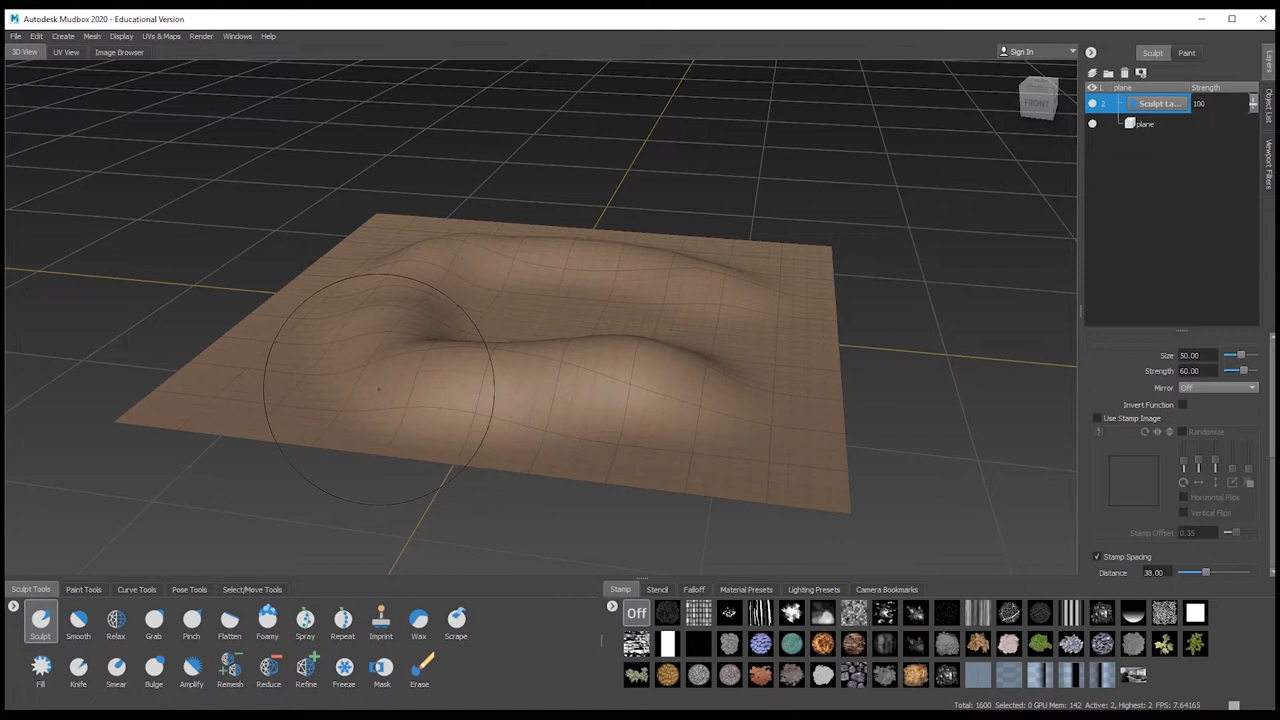 Autodesk Mudbox 2020 - Educational Version
File Edit Create Mesh Display UVs & Maps Render Windows Help
3D View UV View Image Browser Sign In
FRONT
Sculpt Paint
L plane Strength
2 Sculpt La... 100
plane
Layers
Object List
Viewport Filters
Size 50.00
Strength 60.00
Mirror Off
Invert Function
Use Stamp Image
Randomize
Horizontal Flips
Vertical Flips
Stamp Offset 0.35
Stamp Spacing
Distance 38.00
Sculpt Tools Paint Tools Curve Tools Pose Tools Select/Move Tools
Sculpt Smooth Relax Grab Pinch Flatten Foamy Spray Repeat Imprint Wax Scrape
Fill Knife Smear Bulge Amplify Remesh Reduce Refine Freeze Mask Erase
Stamp Stencil Falloff Material Presets Lighting Presets Camera Bookmarks
Off
Total: 1600 Selected: 0 GPU Mem: 142 Active: 2, Highest: 2 FPS: 7.64165